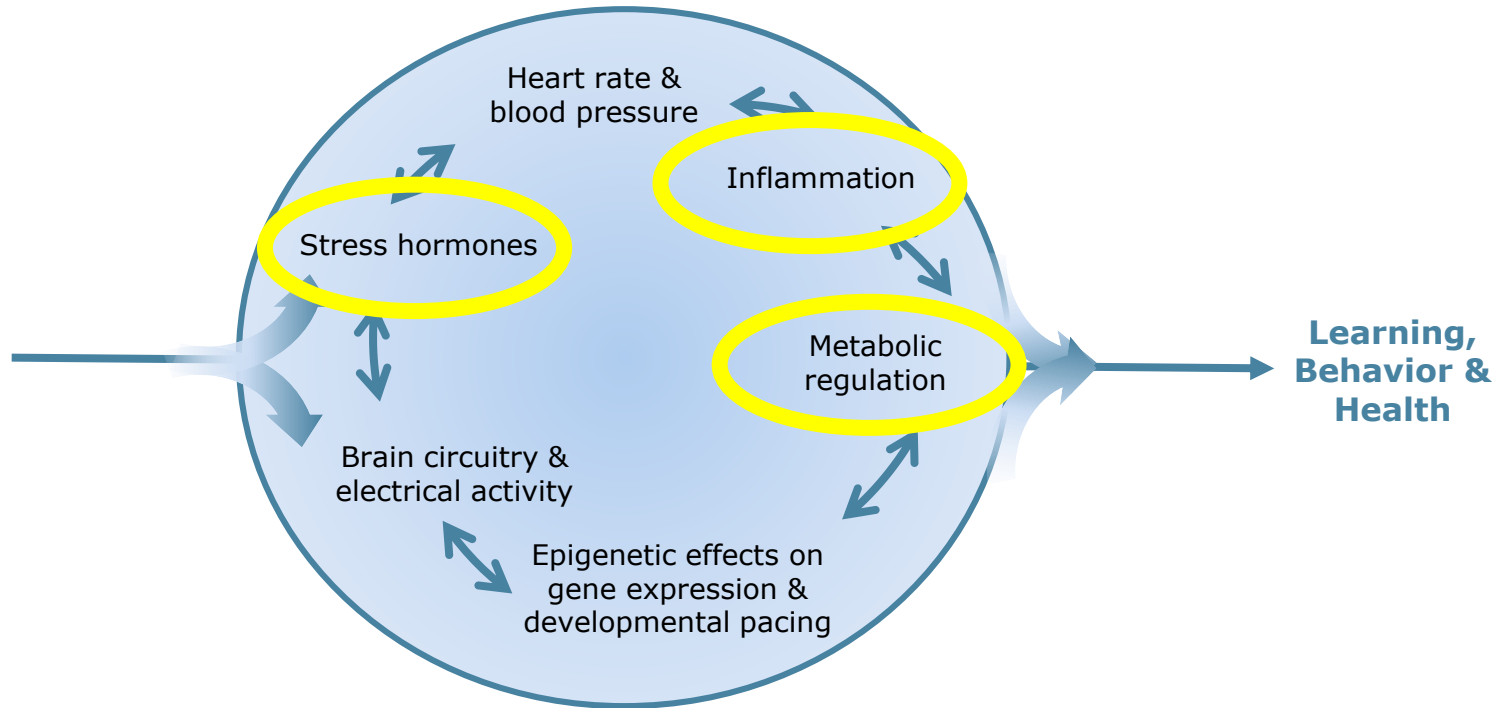 Heart rate &
blood pressure
Inflammation
Stress hormones
Metabolic
regulation
Learning,
Behavior &
Health
Brain circuitry &
electrical activity
Epigenetic effects on
gene expression &
developmental pacing